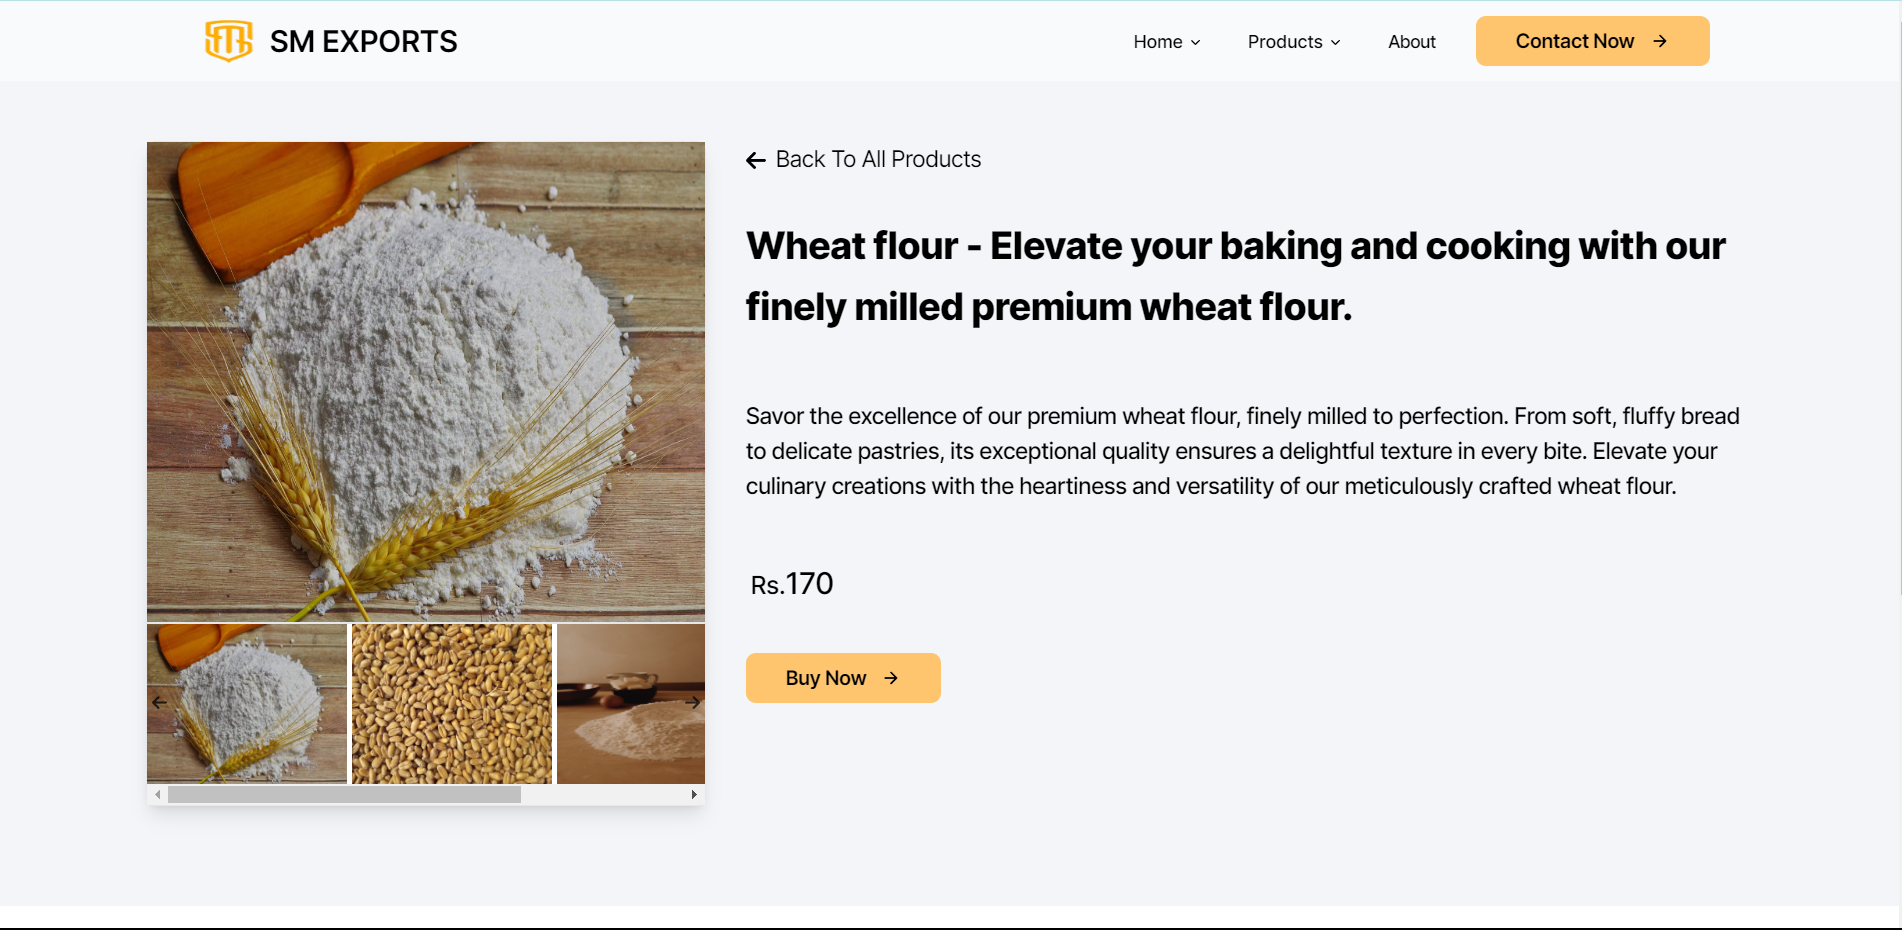 SM EXPORTS
Home
Products
About
Contact Now
Back To All Products
Wheat flour - Elevate your baking and cooking with our
finely milled premium wheat flour.
Savor the excellence of our premium wheat flour, finely milled to perfection. From soft, fluffy bread
to delicate pastries, its exceptional quality ensures a delightful texture in every bite. Elevate your
culinary creations with the heartiness and versatility of our meticulously crafted wheat flour.
Rs.170
Buy Now